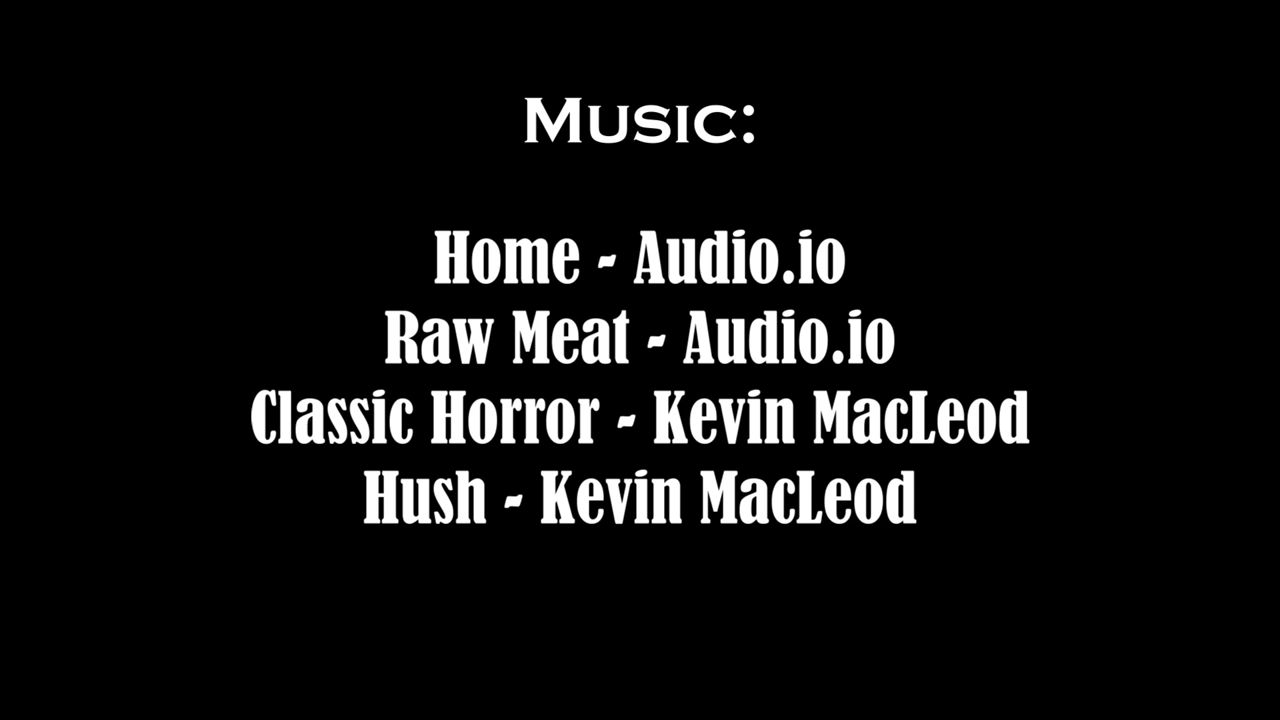 Music:
Home - Audio.io
Raw Meat - Audio.io
Classic Horror - Kevin MacLeod
Hush - Kevin MacLeod